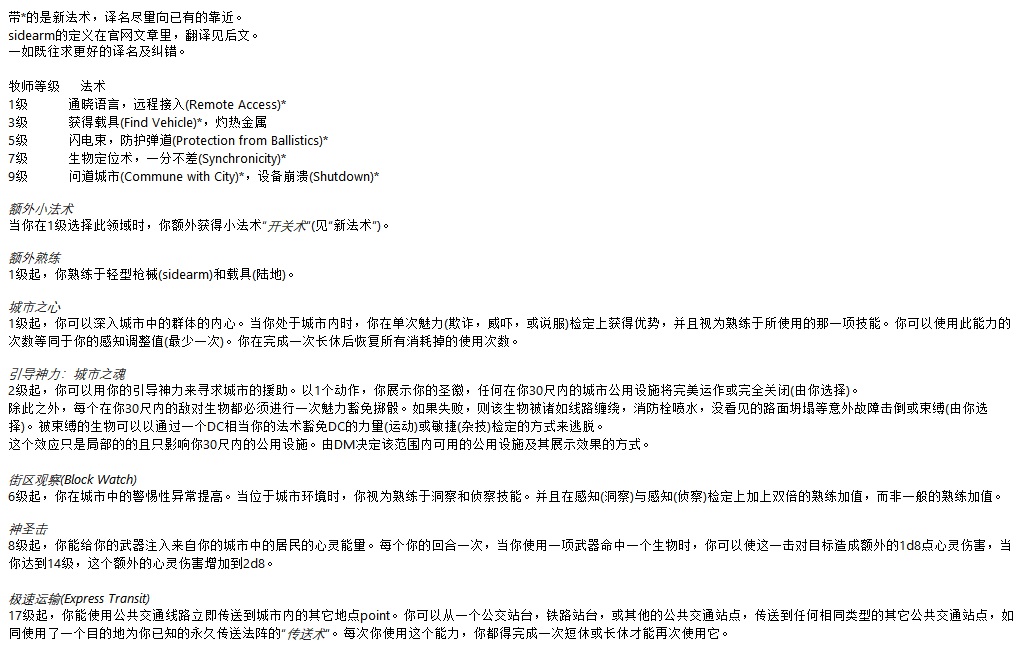 带*的是新法术，译名尽量向已有的靠近。
sidearm的定义在官网文章里，翻译见后文。
一如既往求更好的译名及纠错。
牧师等级 法术
1级 通晓语言，远程接入(Remote Access)*
3级 获得载具(Find Vehicle)*，灼热金属
5级 闪电束，防护弹道(Protection from Ballistics)*
7级 生物定位术，一分不差(Synchronicity)*
9级 问道城市(Commune with City)*，设备崩溃(Shutdown)*
额外小法术
当你在1级选择此领域时，你额外获得小法术“开关术”(见“新法术”)。
额外熟练
1级起，你熟练于轻型枪械(sidearm)和载具(陆地)。
城市之心
1级起，你可以深入城市中的群体的内心。当你处于城市内时，你在单次魅力(欺诈，威吓，或说服)检定上获得优势，并且视为熟练于所使用的那一项技能。你可以使用此能力的
次数等同于你的感知调整值(最少一次)。你在完成一次长休后恢复所有消耗掉的使用次数。
引导神力：城市之魂
2级起，你可以用你的引导神力来寻求城市的援助。以1个动作，你展示你的圣徽，任何在你30尺内的城市公用设施将完美运作或完全关闭(由你选择)。
除此之外，每个在你30尺内的敌对生物都必须进行一次魅力豁免掷骰。如果失败，则该生物被诸如线路缠绕，消防栓喷水，没看见的路面坍塌等意外故障击倒或束缚(由你选
择)。被束缚的生物可以以通过一个DC相当你的法术豁免DC的力量(运动)或敏捷(杂技)检定的方式来逃脱。
这个效应只是局部的的且只影响你30尺内的公用设施。由DM决定该范围内可用的公用设施及其展示效果的方式。
街区观察(Block Watch)
6级起，你在城市中的警惕性异常提高。当位于城市环境时，你视为熟练于洞察和侦察技能。并且在感知(洞察)与感知(侦察)检定上加上双倍的熟练加值，而非一般的熟练加值。
神圣击
8级起，你能给你的武器注入来自你的城市中的居民的心灵能量。每个你的回合一次，当你使用一项武器命中一个生物时，你可以使这一击对目标造成额外的1d8点心灵伤害，当
你达到14级，这个额外的心灵伤害增加到2d8。
极速运输(Express Transit)
17级起，你能使用公共交通线路立即传送到城市内的其它地点point。你可以从一个公交站台，铁路站台，或其他的公共交通站点，传送到任何相同类型的其它公共交通站点，如
同使用了一个目的地为你已知的永久传送法阵的“传送术”。每次你使用这个能力，你都得完成一次短休或长休才能再次使用它。